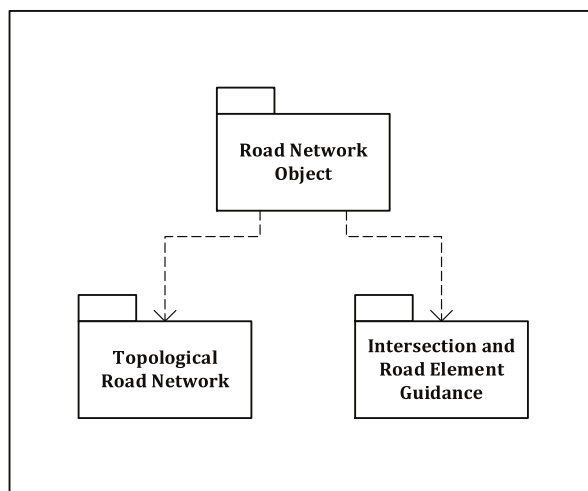 Road Network
Object
Topological
Road Network
Intersection and
Road Element
Guidance